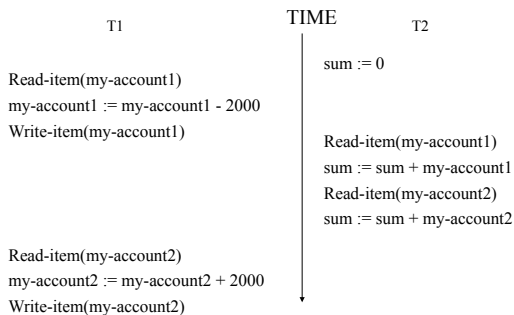 T1
TIME
T2
sum := 0
Read-item(my-account1)
my-account1 := my-account1 - 2000
Write-item(my-account1)
Read-item(my-account1)
sum := sum + my-account1
Read-item(my-account2)
sum := sum + my-account2
Read-item(my-account2)
my-account2 := my-account2 + 2000
Write-item(my-account2)